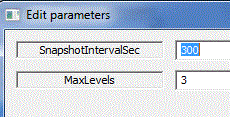 Edit parameters
SnapshotIntervalSec 300
MaxLevels 3